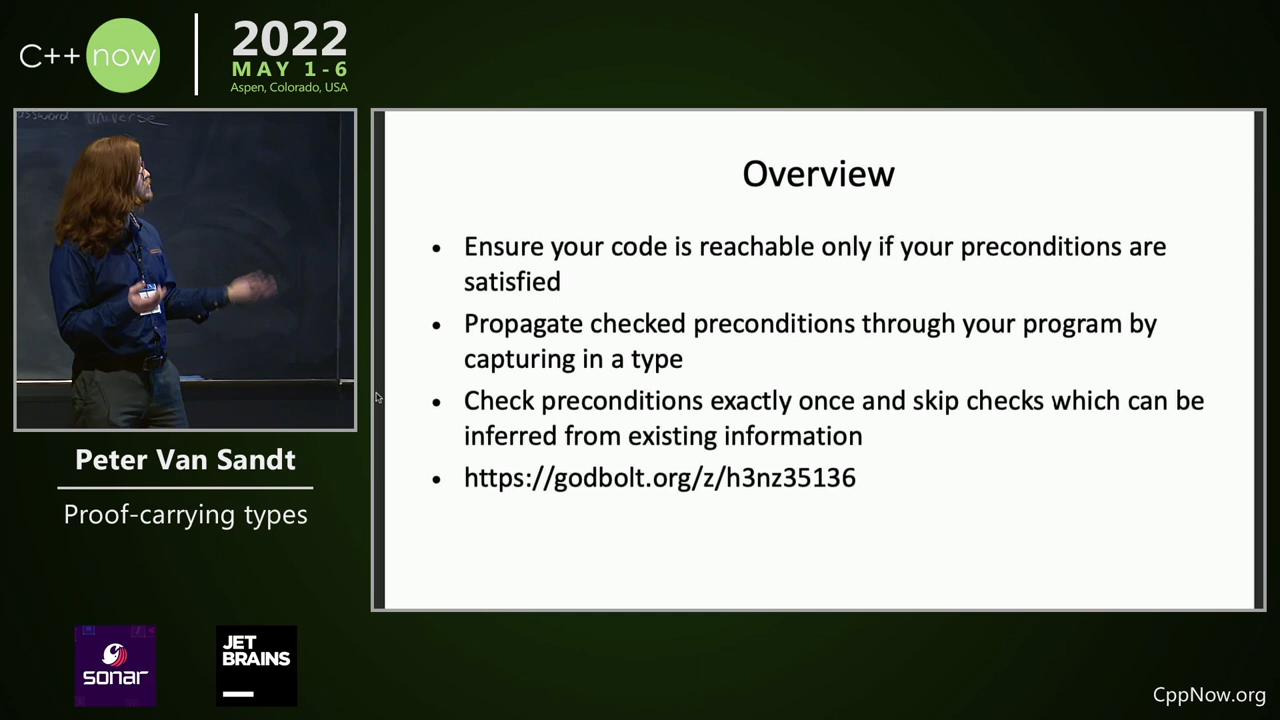 C++ now
2022
MAY 1-6
Aspen, Colorado, USA
universe
Overview
• Ensure your code is reachable only if your preconditions are
satisfied
• Propagate checked preconditions through your program by
capturing in a type
• Check preconditions exactly once and skip checks which can be
inferred from existing information
• https://godbolt.org/z/h3nz35136
Peter Van Sandt
Proof-carrying types
sonar
JET
BRAINS
CppNow.org